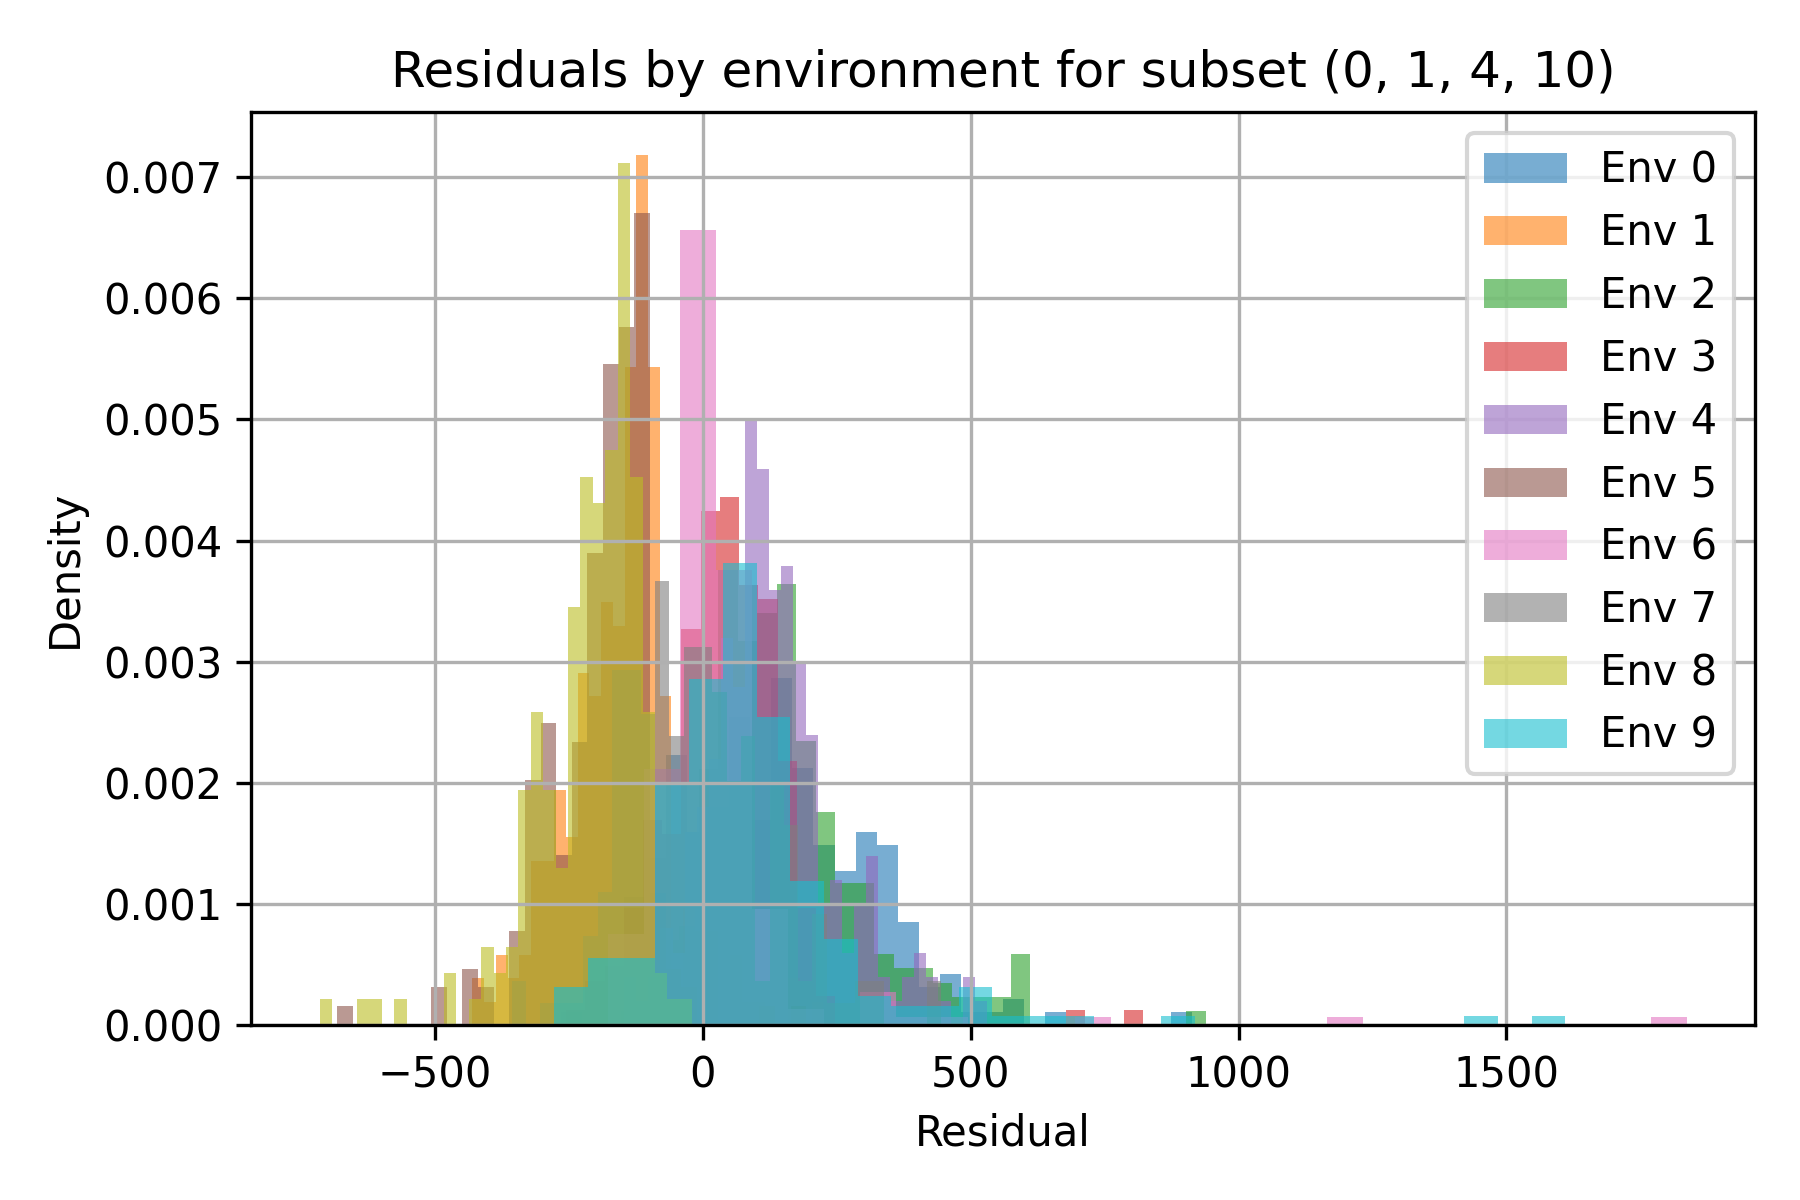 Residuals by environment for subset (0, 1, 4, 10)
0.007
0.006
0.005
0.004
0.003
0.002
0.001
0.000
Density
−500
0
500
1000
1500
Residual
Env 0
Env 1
Env 2
Env 3
Env 4
Env 5
Env 6
Env 7
Env 8
Env 9